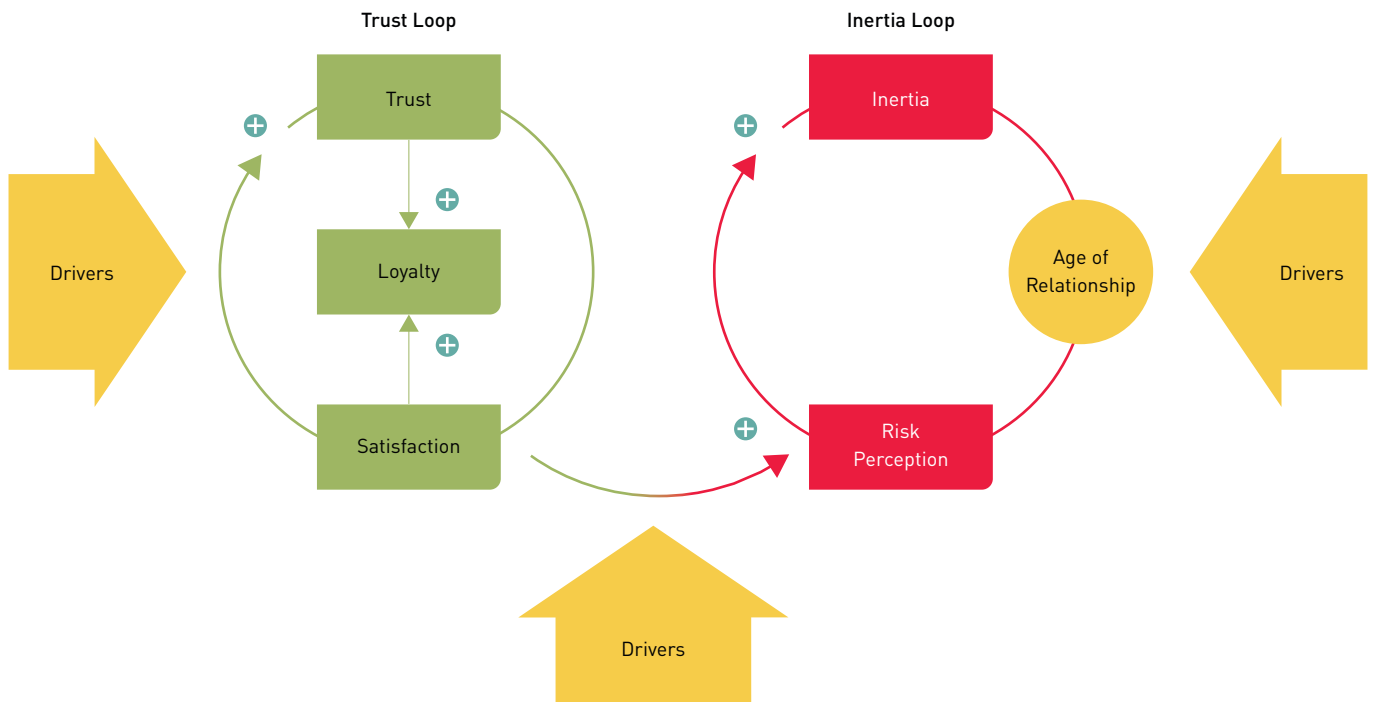 Trust Loop
Inertia Loop
Trust
Inertia
Drivers
Loyalty
Age of
Relationship
Drivers
Satisfaction
Risk
Perception
Drivers